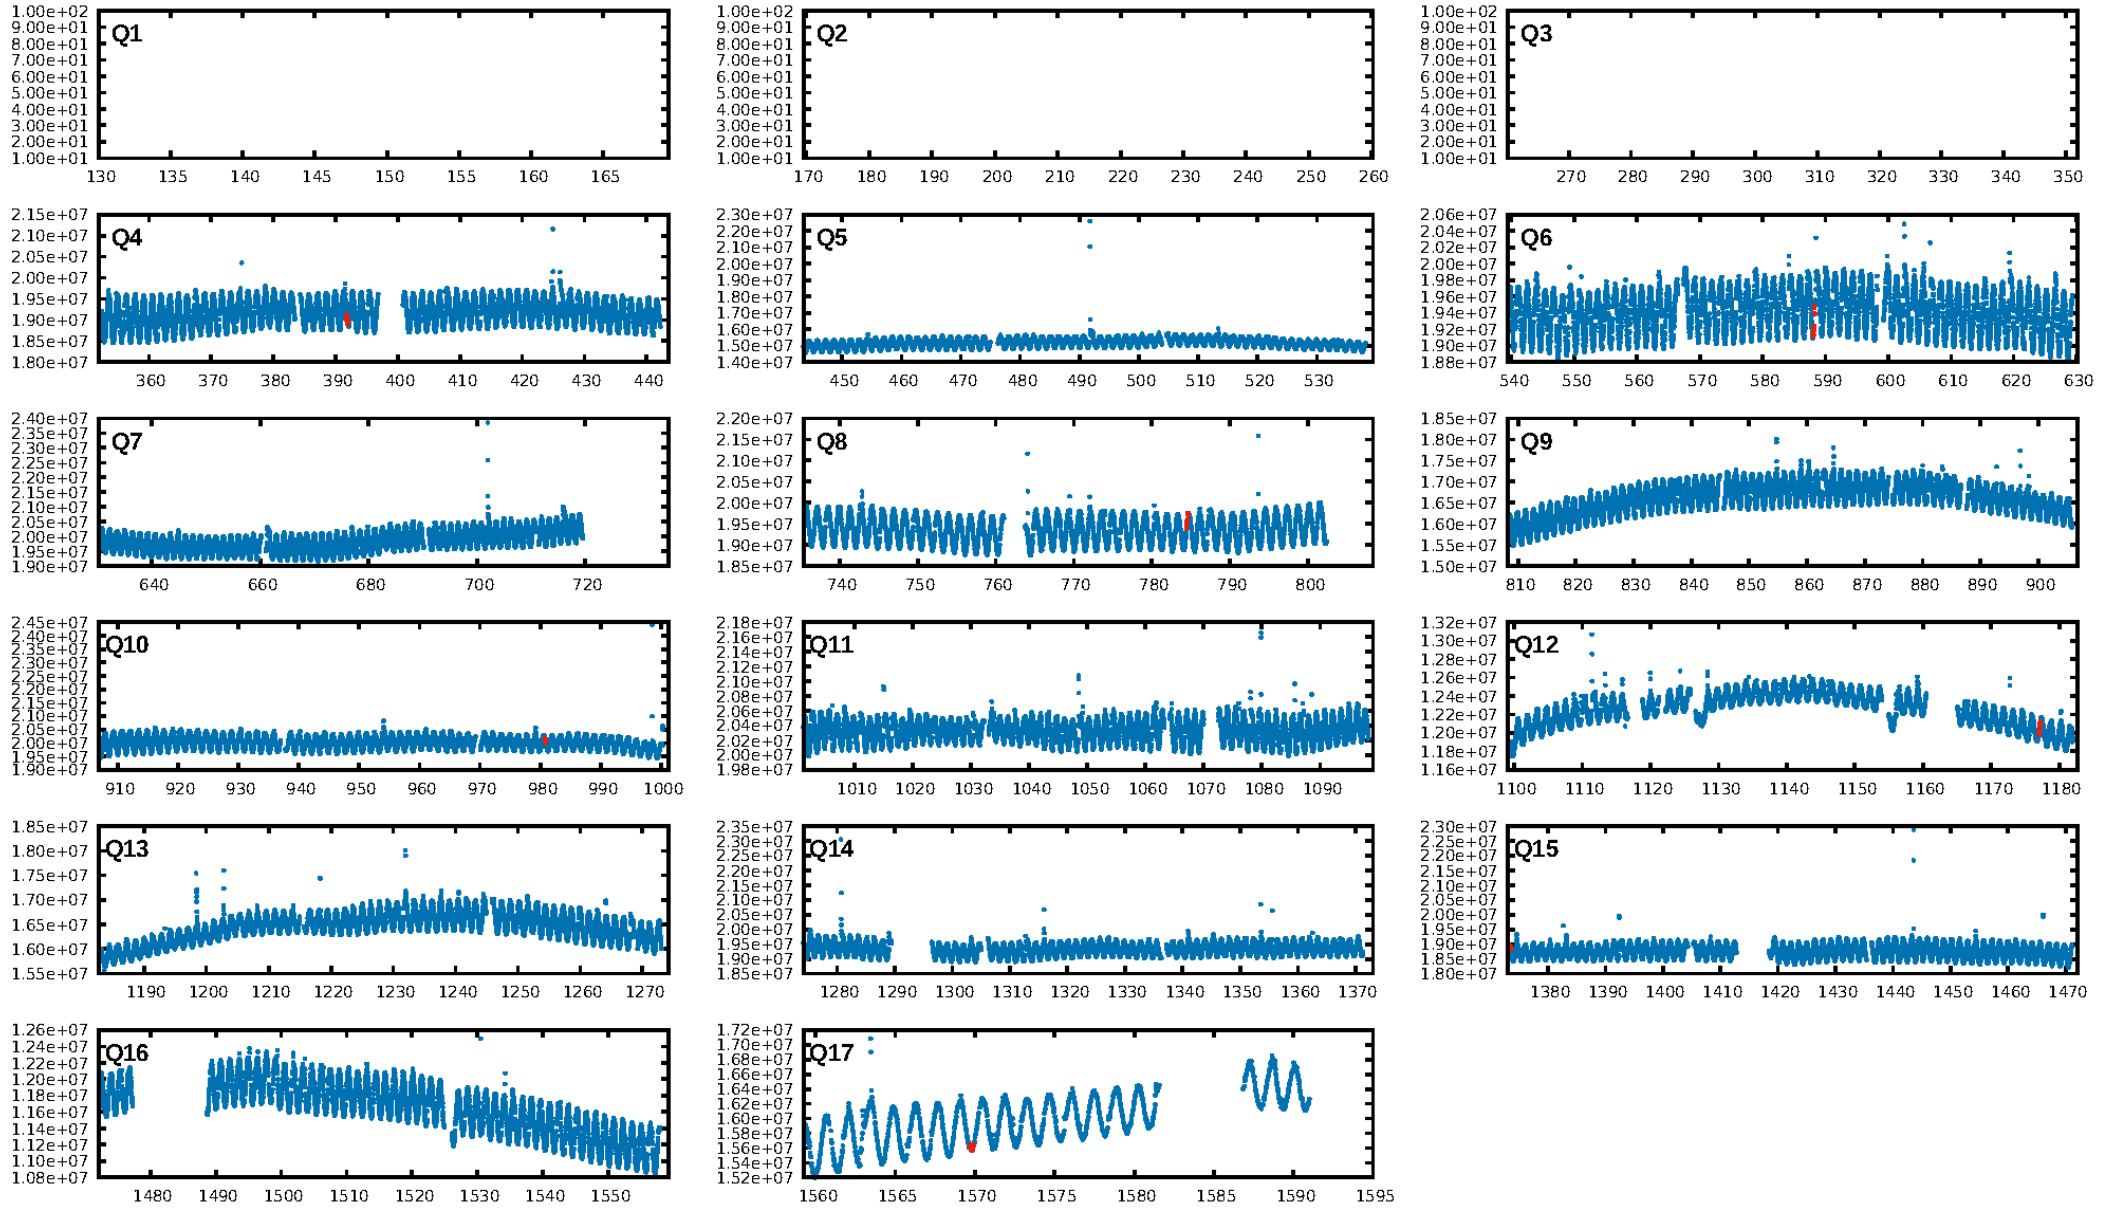 1.00e+02 9.00e+01 8.00e+01 7.00e+01 6.00e+01 5.00e+01 4.00e+01 3.00e+01 2.00e+01 1.00e+01
Q1
130 135 140 145 150 155 160 165
1.00e+02 9.00e+01 8.00e+01 7.00e+01 6.00e+01 5.00e+01 4.00e+01 3.00e+01 2.00e+01 1.00e+01
Q2
170 180 190 200 210 220 230 240 250 260
1.00e+02 9.00e+01 8.00e+01 7.00e+01 6.00e+01 5.00e+01 4.00e+01 3.00e+01 2.00e+01 1.00e+01
Q3
270 280 290 300 310 320 330 340 350
2.15e+07 2.10e+07 2.05e+07 2.00e+07 1.95e+07 1.90e+07 1.85e+07 1.80e+07
Q4
360 370 380 390 400 410 420 430 440
2.30e+07 2.20e+07 2.10e+07 2.00e+07 1.90e+07 1.80e+07 1.70e+07 1.60e+07 1.50e+07 1.40e+07
Q5
450 460 470 480 490 500 510 520 530
2.06e+07 2.04e+07 2.02e+07 2.00e+07 1.98e+07 1.96e+07 1.94e+07 1.92e+07 1.90e+07 1.88e+07
Q6
540 550 560 570 580 590 600 610 620 630
2.40e+07 2.35e+07 2.30e+07 2.25e+07 2.20e+07 2.15e+07 2.10e+07 2.05e+07 2.00e+07 1.95e+07 1.90e+07
Q7
640 660 680 700 720
2.20e+07 2.15e+07 2.10e+07 2.05e+07 2.00e+07 1.95e+07 1.90e+07 1.85e+07
Q8
740 750 760 770 780 790 800
1.85e+07 1.80e+07 1.75e+07 1.70e+07 1.65e+07 1.60e+07 1.55e+07 1.50e+07
Q9
810 820 830 840 850 860 870 880 890 900
2.45e+07 2.40e+07 2.35e+07 2.30e+07 2.25e+07 2.20e+07 2.15e+07 2.10e+07 2.05e+07 2.00e+07 1.95e+07 1.90e+07
Q10
910 920 930 940 950 960 970 980 990 1000
2.18e+07 2.16e+07 2.14e+07 2.12e+07 2.10e+07 2.08e+07 2.06e+07 2.04e+07 2.02e+07 2.00e+07 1.98e+07
Q11
1010 1020 1030 1040 1050 1060 1070 1080 1090
1.32e+07 1.30e+07 1.28e+07 1.26e+07 1.24e+07 1.22e+07 1.20e+07 1.18e+07 1.16e+07
Q12
1100 1110 1120 1130 1140 1150 1160 1170 1180
1.85e+07 1.80e+07 1.75e+07 1.70e+07 1.65e+07 1.60e+07 1.55e+07
Q13
1190 1200 1210 1220 1230 1240 1250 1260 1270
2.35e+07 2.30e+07 2.25e+07 2.20e+07 2.15e+07 2.10e+07 2.05e+07 2.00e+07 1.95e+07 1.90e+07 1.85e+07
Q14
1280 1290 1300 1310 1320 1330 1340 1350 1360 1370
2.30e+07 2.20e+07 2.10e+07 2.00e+07 1.90e+07 1.80e+07
Q15
1380 1390 1400 1410 1420 1430 1440 1450 1460 1470
1.26e+07 1.24e+07 1.22e+07 1.20e+07 1.18e+07 1.16e+07 1.14e+07 1.12e+07 1.10e+07 1.08e+07
Q16
1480 1490 1500 1510 1520 1530 1540 1550
1.72e+07 1.70e+07 1.68e+07 1.66e+07 1.64e+07 1.62e+07 1.60e+07 1.58e+07 1.56e+07 1.54e+07 1.52e+07
Q17
1560 1565 1570 1575 1580 1585 1590 1595